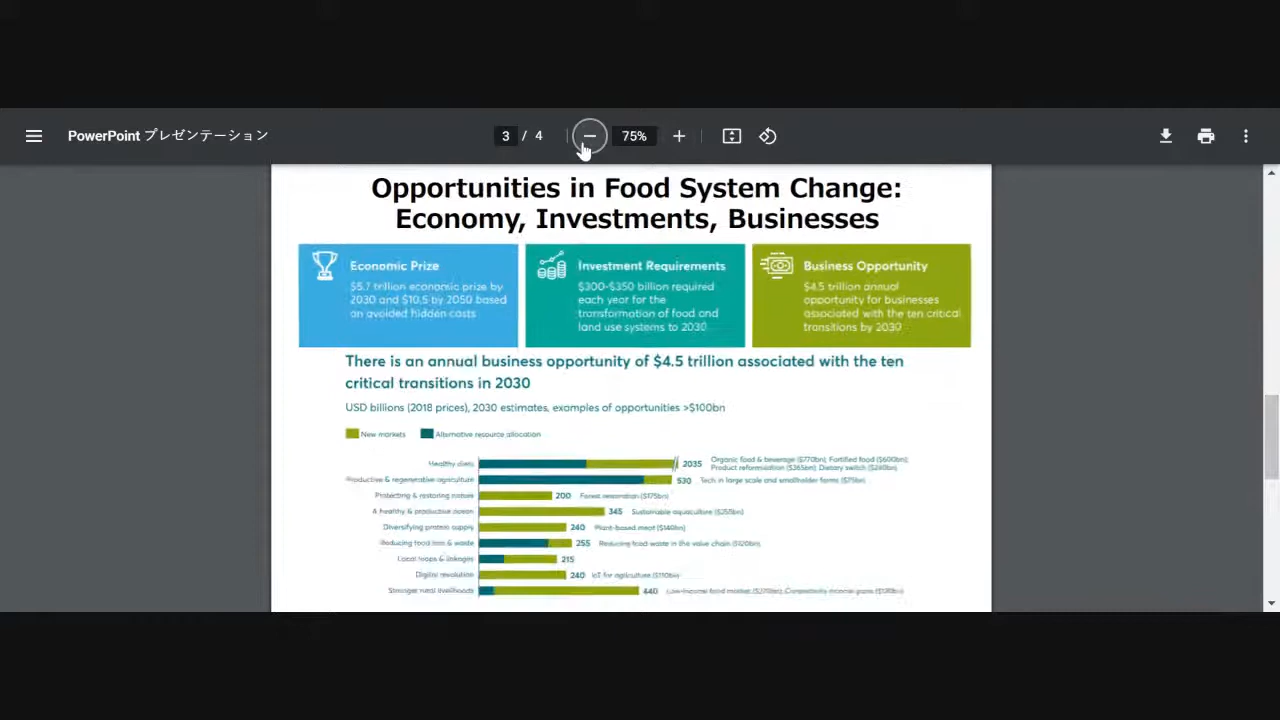 PowerPoint プレゼンテーション
3 / 4
75%
Opportunities in Food System Change:
Economy, Investments, Businesses
Economic Prize
$5.7 trillion economic prize by
2030 and $10.5 by 2050 based
on avoided hidden costs
Investment Requirements
$300-$350 billion required
each year for the
transformation of food and
land use systems to 2030
Business Opportunity
$4.5 trillion annual
opportunity for businesses
associated with the ten critical
transitions by 2030
There is an annual business opportunity of $4.5 trillion associated with the ten
critical transitions in 2030
USD billions (2018 prices), 2030 estimates, examples of opportunities >$100bn
New markets
Alternative resource allocation
Healthy diets 2035 Organic food & beverage ($770bn); Fortified food ($600bn);
Product reformulation ($365bn); Dietary switch ($280bn)
Productive & regenerative agriculture 530 Tech in large scale and smallholder farms
Protecting & restoring nature 200 Forest restoration ($175bn)
A healthy & productive ocean 345 Sustainable aquaculture ($255bn)
Diversifying protein supply 240 Plant-based meat ($140bn)
Reducing food loss & waste 255 Reducing food waste in the value chain ($120bn)
Local loops & linkages 215
Digital revolution 240 IoT for agriculture ($110bn)
Stronger rural livelihoods 440 Low-income food market